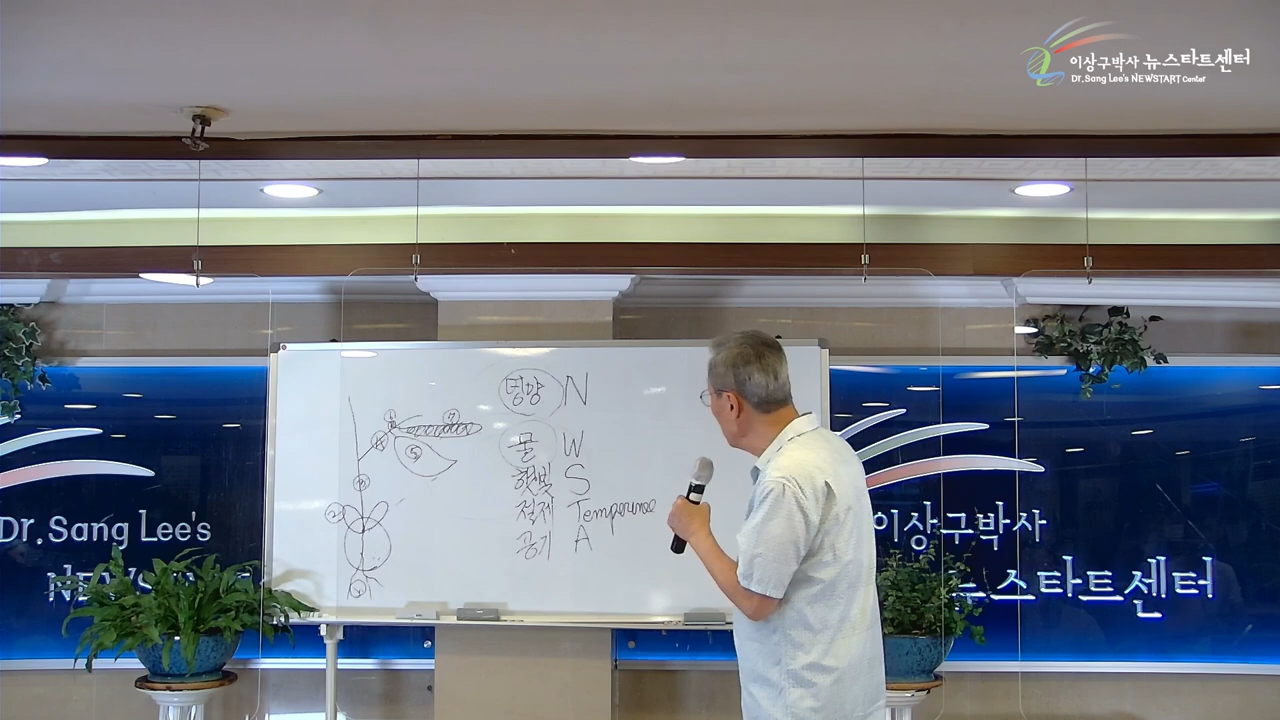 이상구박사 뉴스타트센터
Dr.Sang Lee's NEWSTART Center
영양 N
물 W
햇빛 S
절제 Temperance
공기 A
Dr.Sang Lee's
이상구박사
뉴스타트센터